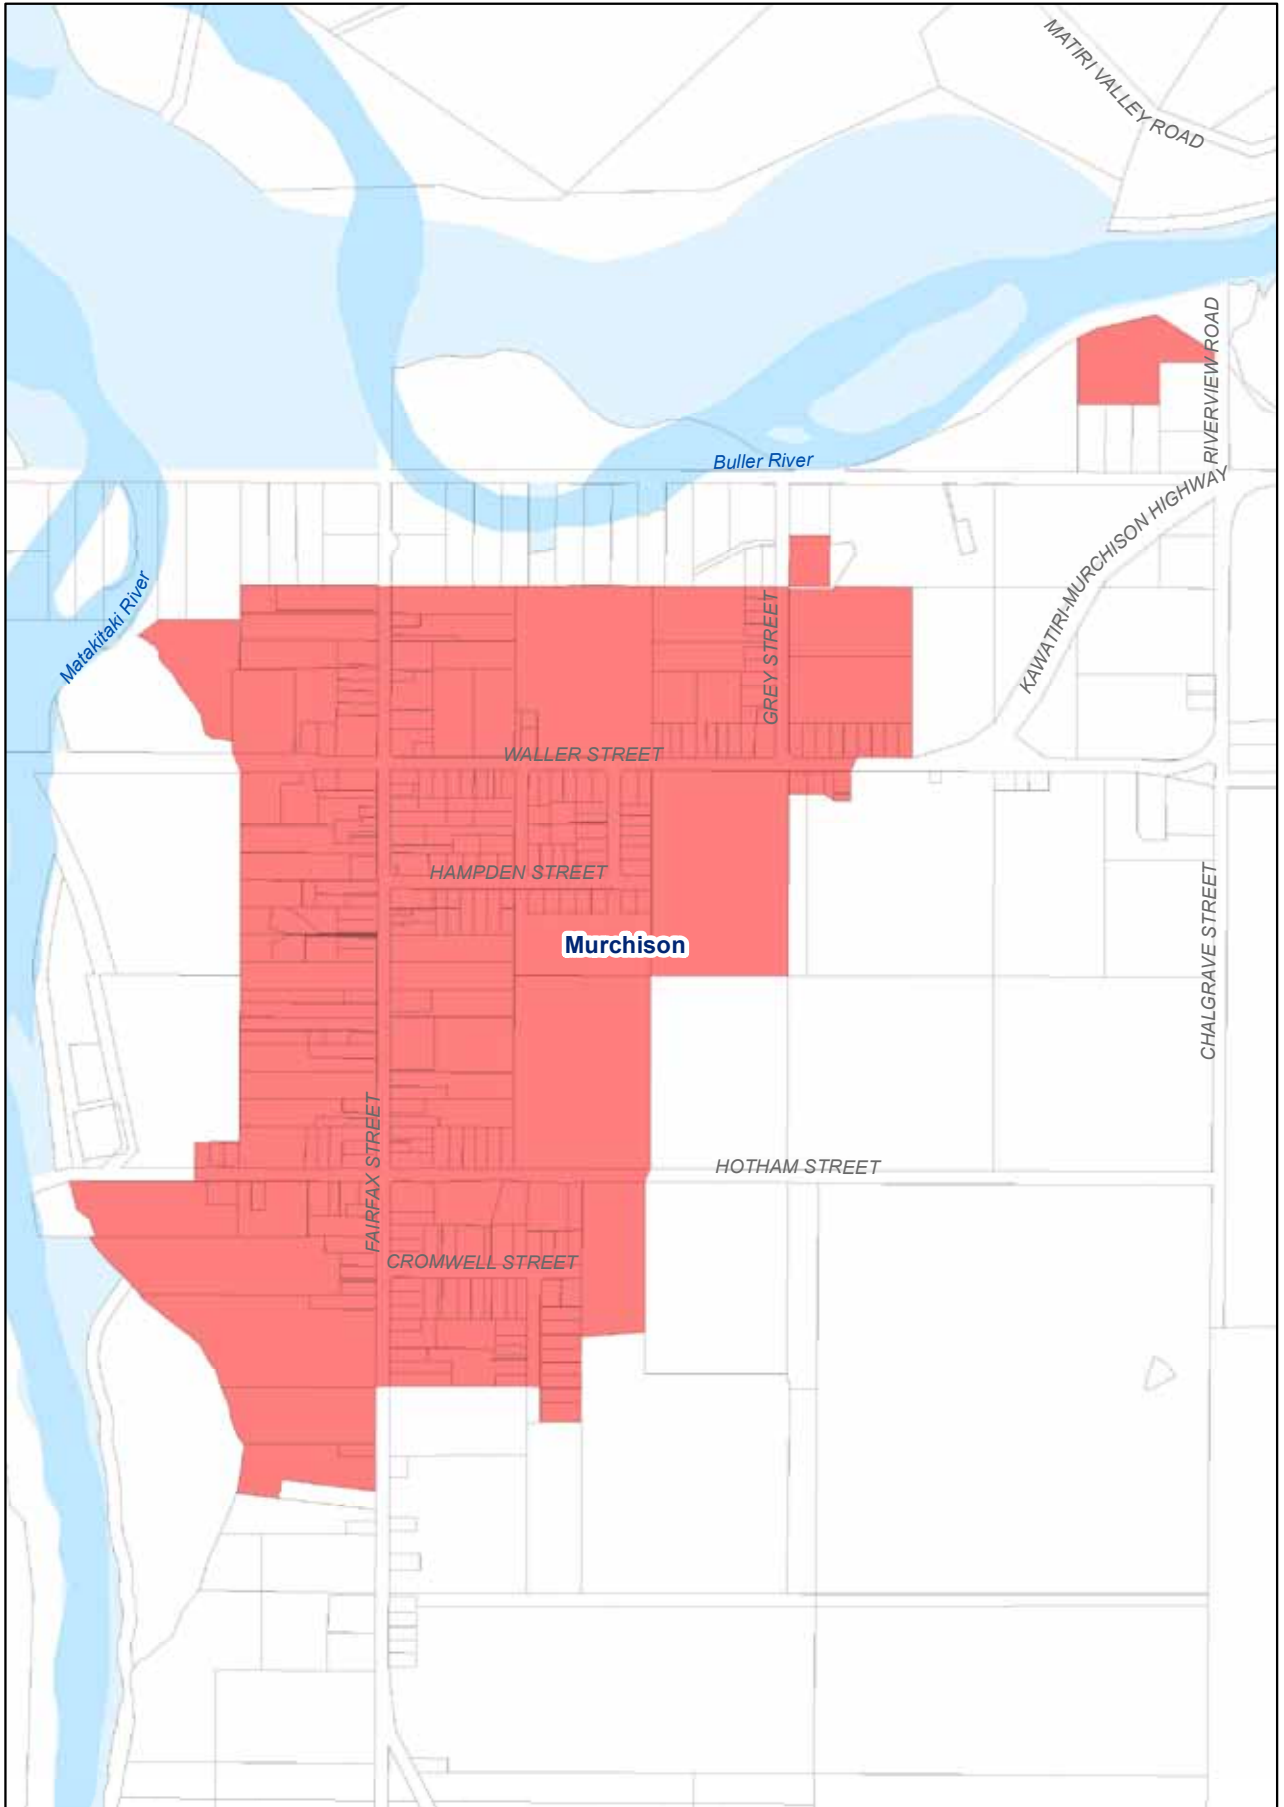 MATIRI VALLEY ROAD
RIVERVIEW ROAD
Buller River
KAWATIRI-MURCHISON HIGHWAY
Matakitaki River
GREY STREET
WALLER STREET
HAMPDEN STREET
CHALGRAVE STREET
Murchison
FAIRFAX STREET
HOTHAM STREET
CROMWELL STREET